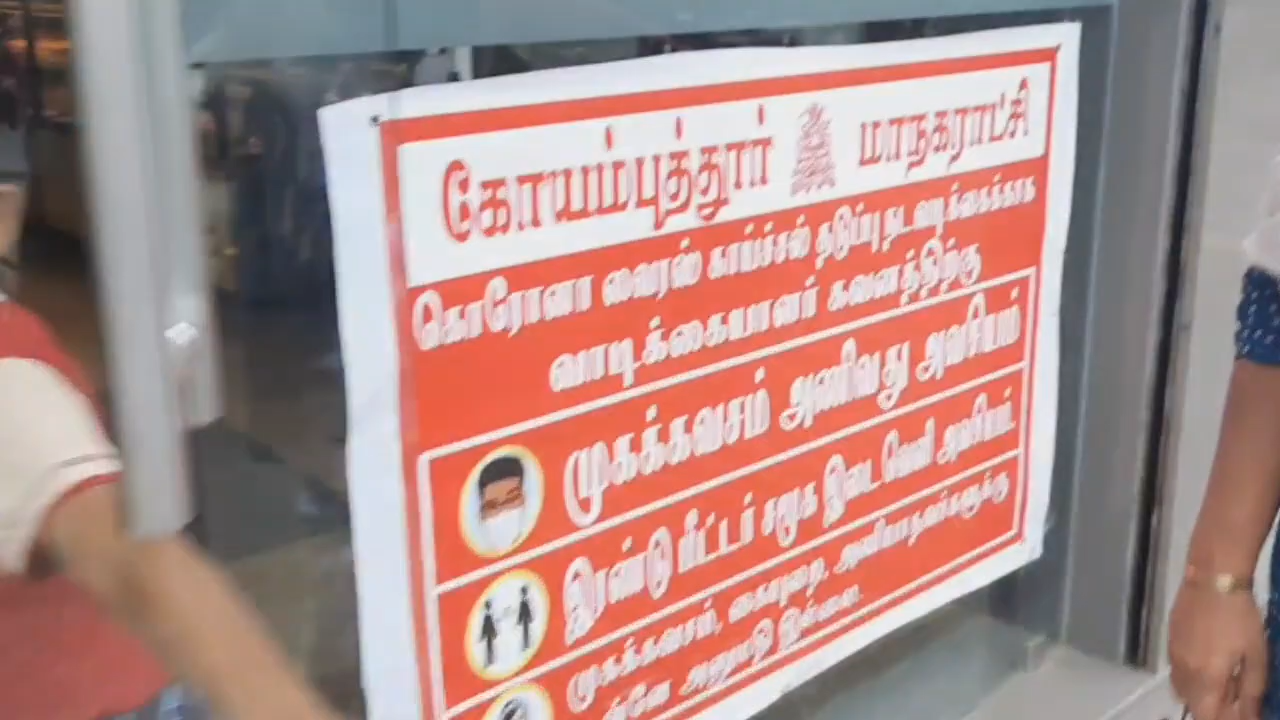 கோயம்புத்தூர் மாநகராட்சி
கொரோனா வைரஸ் காய்ச்சல் தடுப்பு நடவடிக்கைக்காக
வாடிக்கையாளர் கவனத்திற்கு
முகக்கவசம் அணிவது அவசியம்
இரண்டு மீட்டர் சமூக இடைவெளி அவசியம்.
முகக்கவசம், கையுறை, அணியாதவர்களுக்கு
அனுமதி இல்லை.